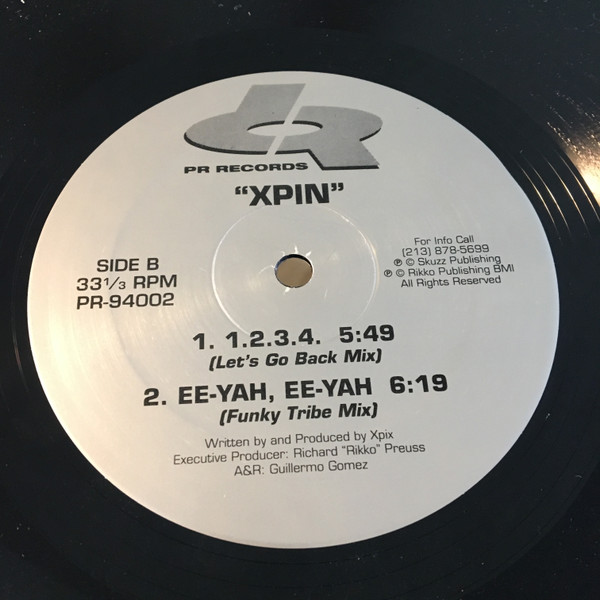 PR RECORDS
"XPIN"
SIDE B
33 1/3 RPM
PR-94002
For Info Call
(213) 878-5699
℗ © Skuzz Publishing
℗ © Rikko Publishing BMI
All Rights Reserved
1. 1.2.3.4. 5:49
(Let's Go Back Mix)
2. EE-YAH, EE-YAH 6:19
(Funky Tribe Mix)
Written by and Produced by Xpix
Executive Producer: Richard "Rikko" Preuss
A&R: Guillermo Gomez